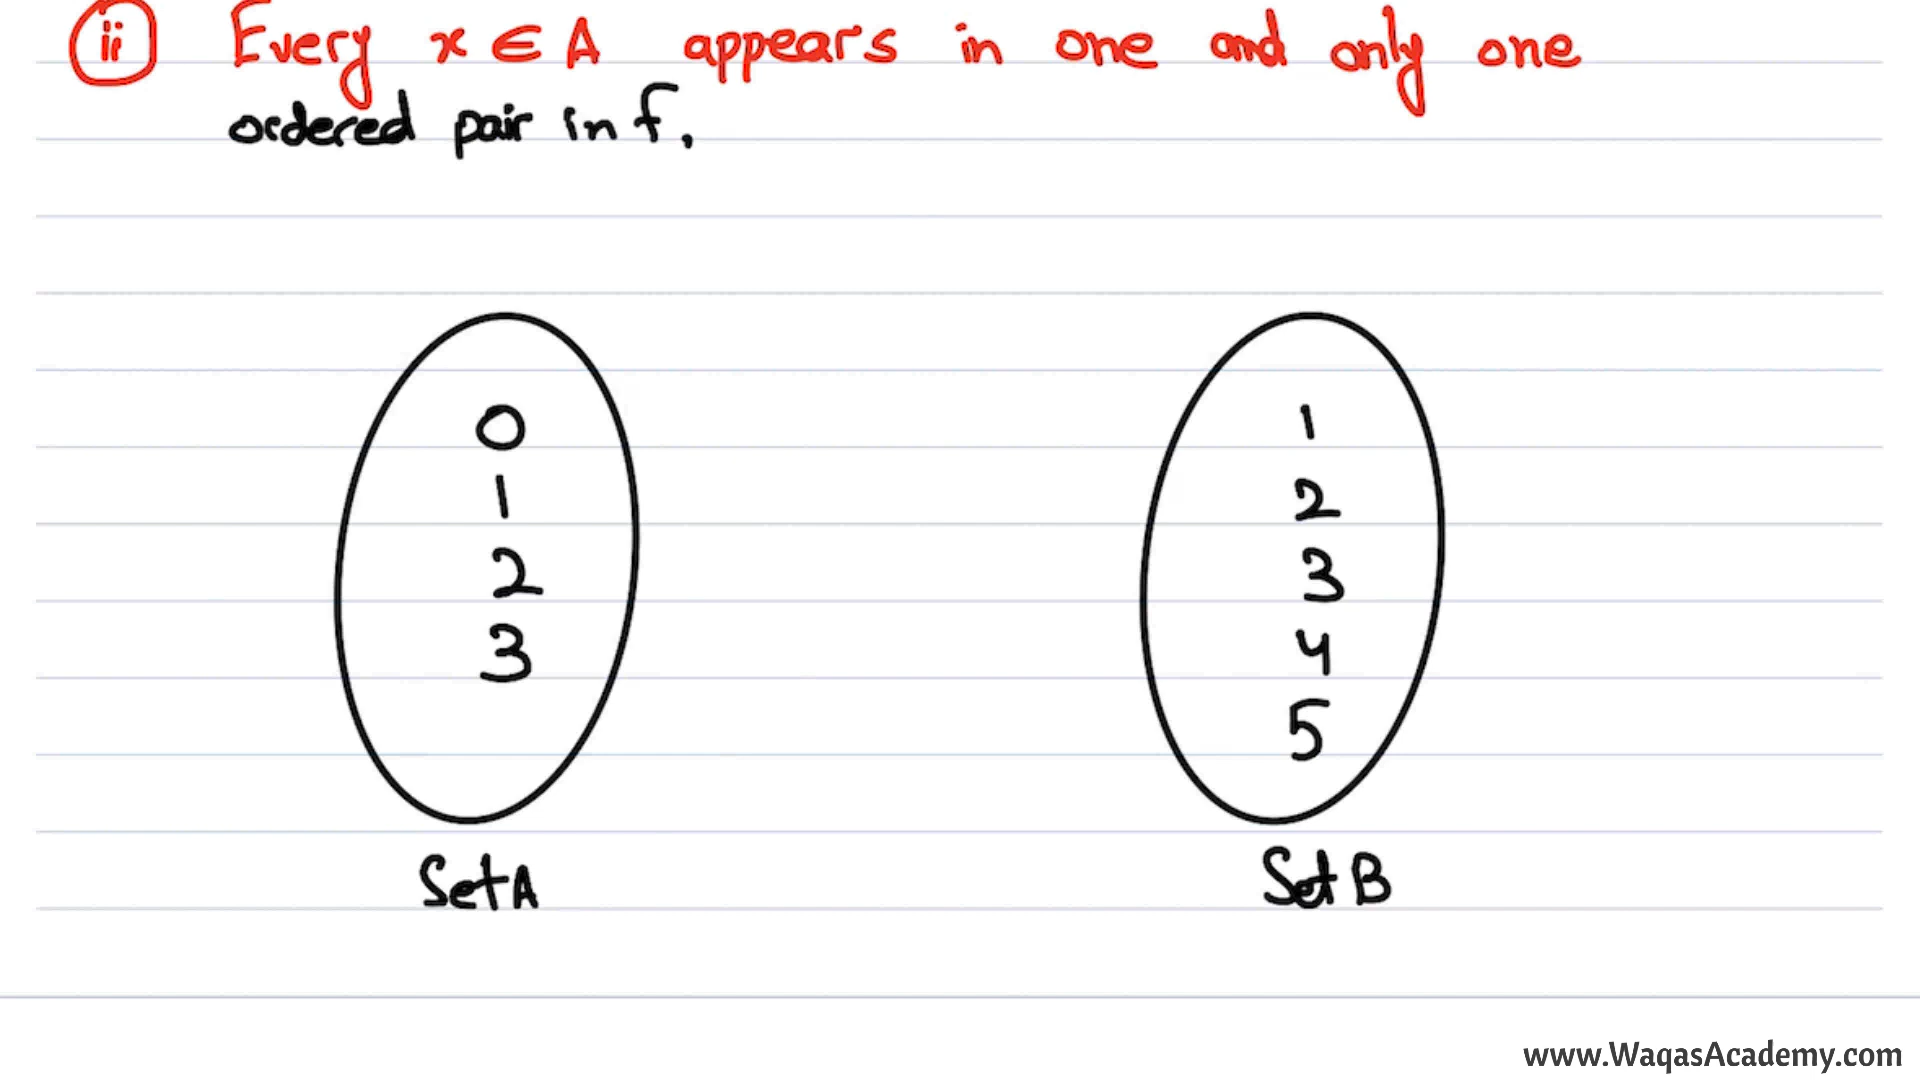 ii Every x ∈ A appears in one and only one
ordered pair in f.
0
1
2
3
1
2
3
4
5
Set A
Set B
www.WaqasAcademy.com